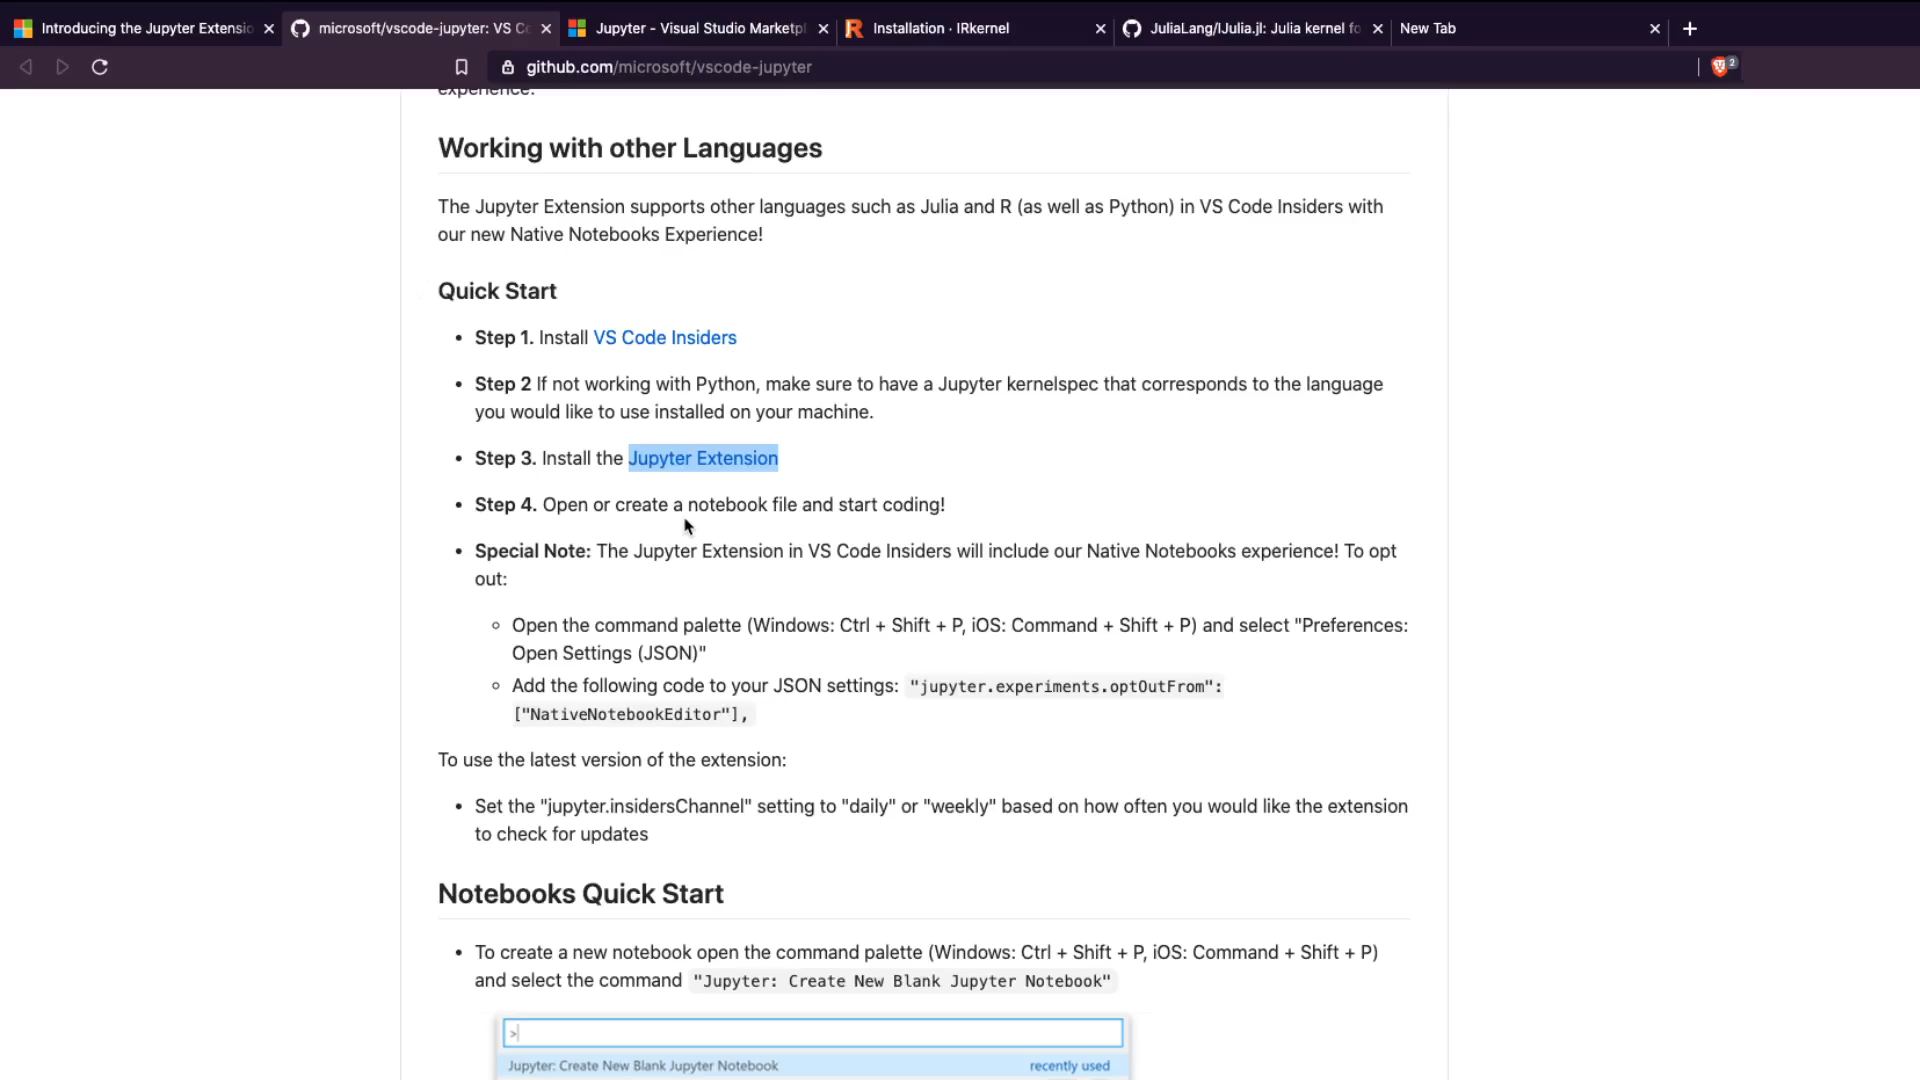 Introducing the Jupyter Extensio
microsoft/vscode-jupyter: VS C
Jupyter - Visual Studio Marketpl
Installation · IRkernel
JuliaLang/IJulia.jl: Julia kernel fo
New Tab
github.com/microsoft/vscode-jupyter
2
experience.
Working with other Languages
The Jupyter Extension supports other languages such as Julia and R (as well as Python) in VS Code Insiders with
our new Native Notebooks Experience!
Quick Start
• Step 1. Install VS Code Insiders
• Step 2 If not working with Python, make sure to have a Jupyter kernelspec that corresponds to the language
you would like to use installed on your machine.
• Step 3. Install the Jupyter Extension
• Step 4. Open or create a notebook file and start coding!
• Special Note: The Jupyter Extension in VS Code Insiders will include our Native Notebooks experience! To opt
out:
◦ Open the command palette (Windows: Ctrl + Shift + P, iOS: Command + Shift + P) and select "Preferences:
Open Settings (JSON)"
◦ Add the following code to your JSON settings: "jupyter.experiments.optOutFrom":
["NativeNotebookEditor"],
To use the latest version of the extension:
• Set the "jupyter.insidersChannel" setting to "daily" or "weekly" based on how often you would like the extension
to check for updates
Notebooks Quick Start
• To create a new notebook open the command palette (Windows: Ctrl + Shift + P, iOS: Command + Shift + P)
and select the command "Jupyter: Create New Blank Jupyter Notebook"
>
Jupyter: Create New Blank Jupyter Notebook recently used